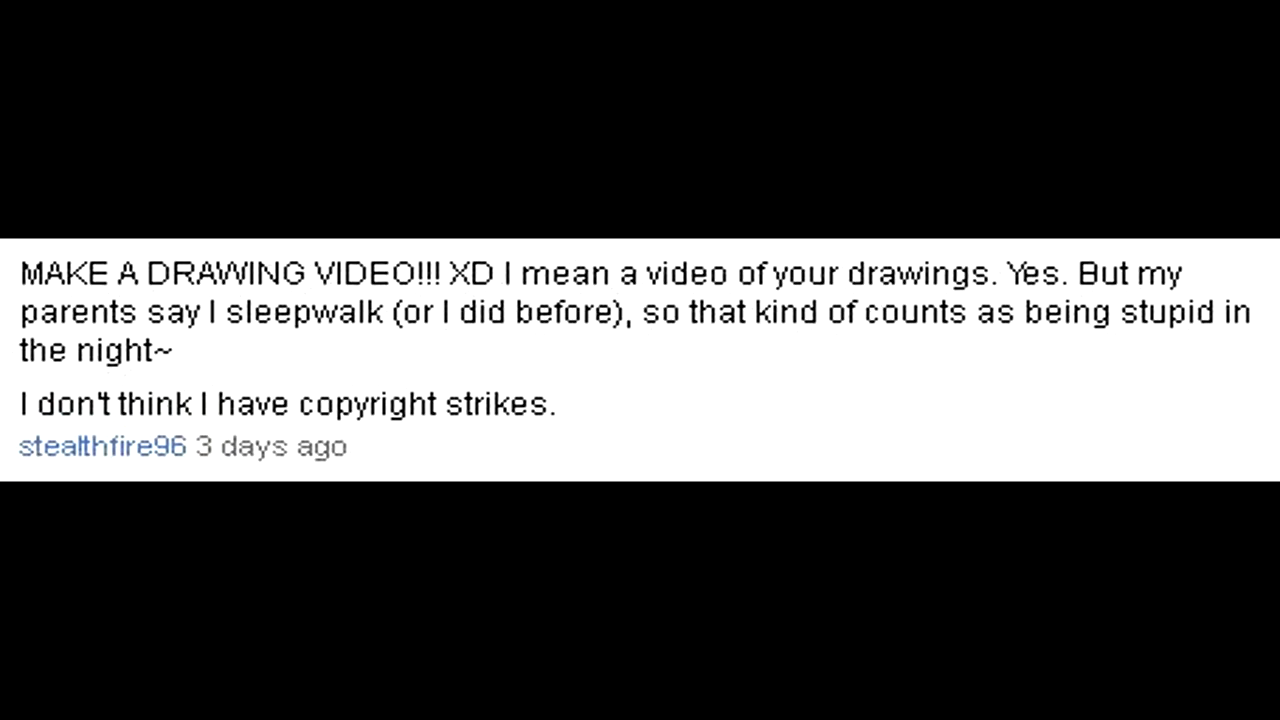 MAKE A DRAWING VIDEO!!! XD I mean a video of your drawings. Yes. But my
parents say I sleepwalk (or I did before), so that kind of counts as being stupid in
the night~
I don't think I have copyright strikes.
stealthfire96 3 days ago